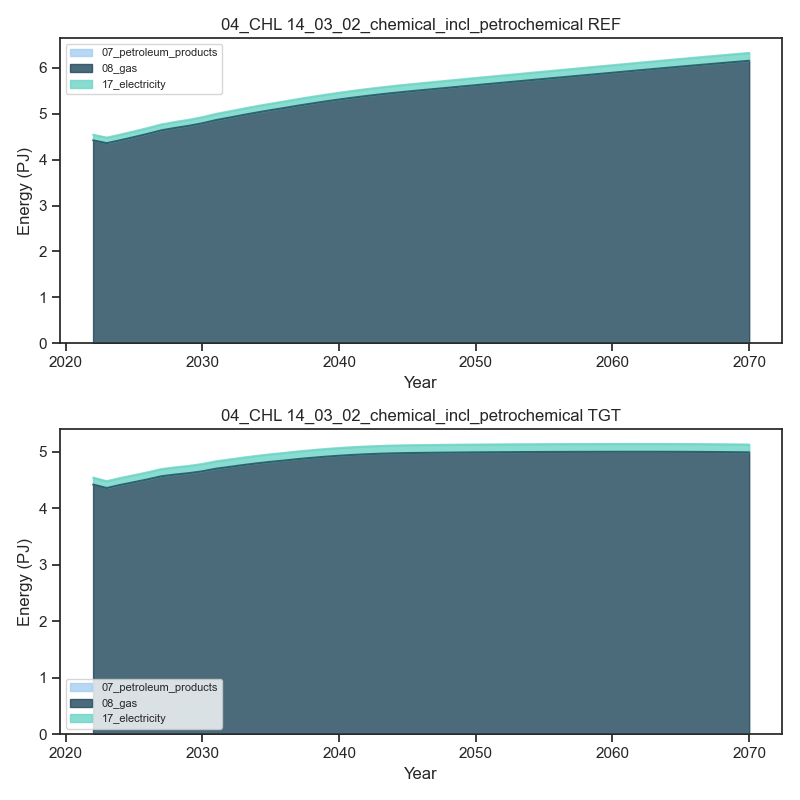 04_CHL 14_03_02_chemical_incl_petrochemical REF
07_petroleum_products
08_gas
17_electricity
Energy (PJ)
6
5
4
3
2
1
0
2020 2030 2040 2050 2060 2070
Year
04_CHL 14_03_02_chemical_incl_petrochemical TGT
Energy (PJ)
5
4
3
2
1
0
07_petroleum_products
08_gas
17_electricity
2020 2030 2040 2050 2060 2070
Year